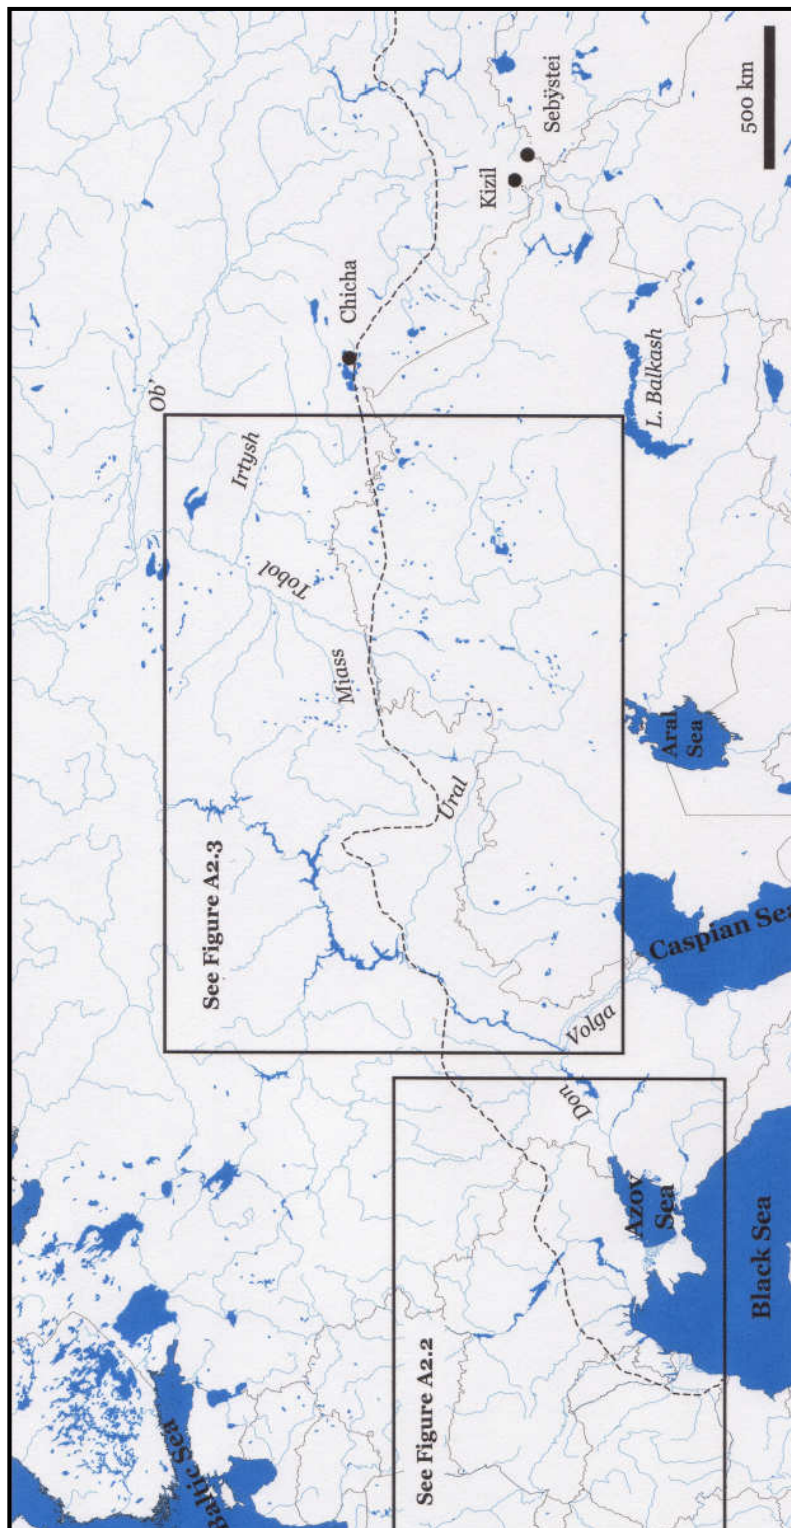 Ob'
Irtysh
Tobol
Miass
Chicha
Kizil
Sebÿstei
See Figure A2.3
Ural
Volga
L. Balkash
Aral
Sea
Caspian Sea
500 km
See Figure A2.2
Don
Azov
Sea
Black Sea
Baltic Sea